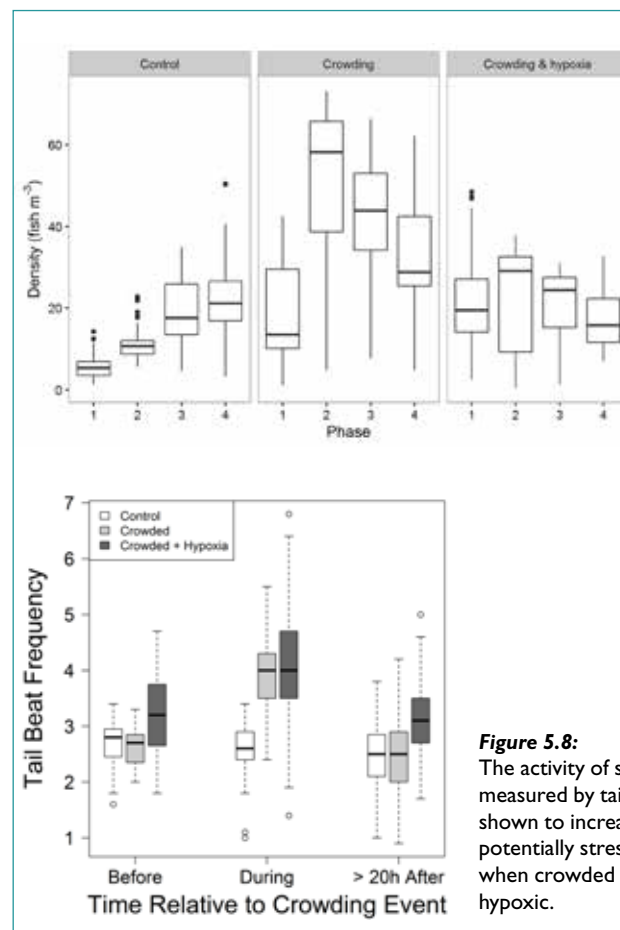 Control Crowding Crowding & hypoxia
Density (fish m⁻³)
60
40
20
0
1 2 3 4 1 2 3 4 1 2 3 4
Phase
7
6
5
4
3
2
1
Control
Crowded
Crowded + Hypoxia
Tail Beat Frequency
Before During > 20h After
Time Relative to Crowding Event
Figure 5.8:
The activity of s
measured by tai
shown to increa
potentially stres
when crowded
hypoxic.